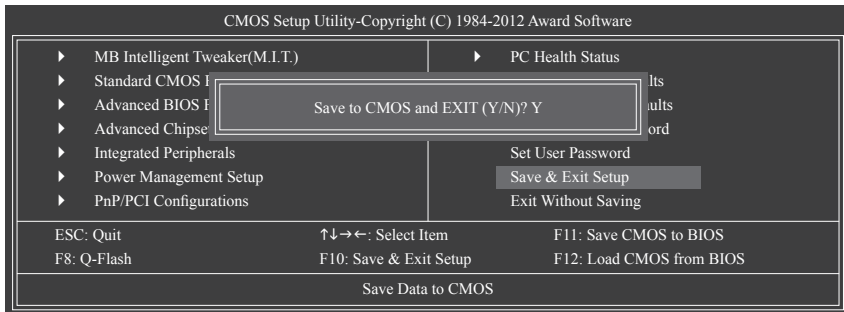 CMOS Setup Utility-Copyright (C) 1984-2012 Award Software
MB Intelligent Tweaker(M.I.T.)
Standard CMOS
Advanced BIOS
Advanced
Integrated Peripherals
Power Management Setup
PnP/PCI Configurations
PC Health Status
Set User Password
Save & Exit Setup
Exit Without Saving
Save to CMOS and EXIT (Y/N)? Y
ESC: Quit ↑↓→←: Select Item F11: Save CMOS to BIOS
F8: Q-Flash F10: Save & Exit Setup F12: Load CMOS from BIOS
Save Data to CMOS